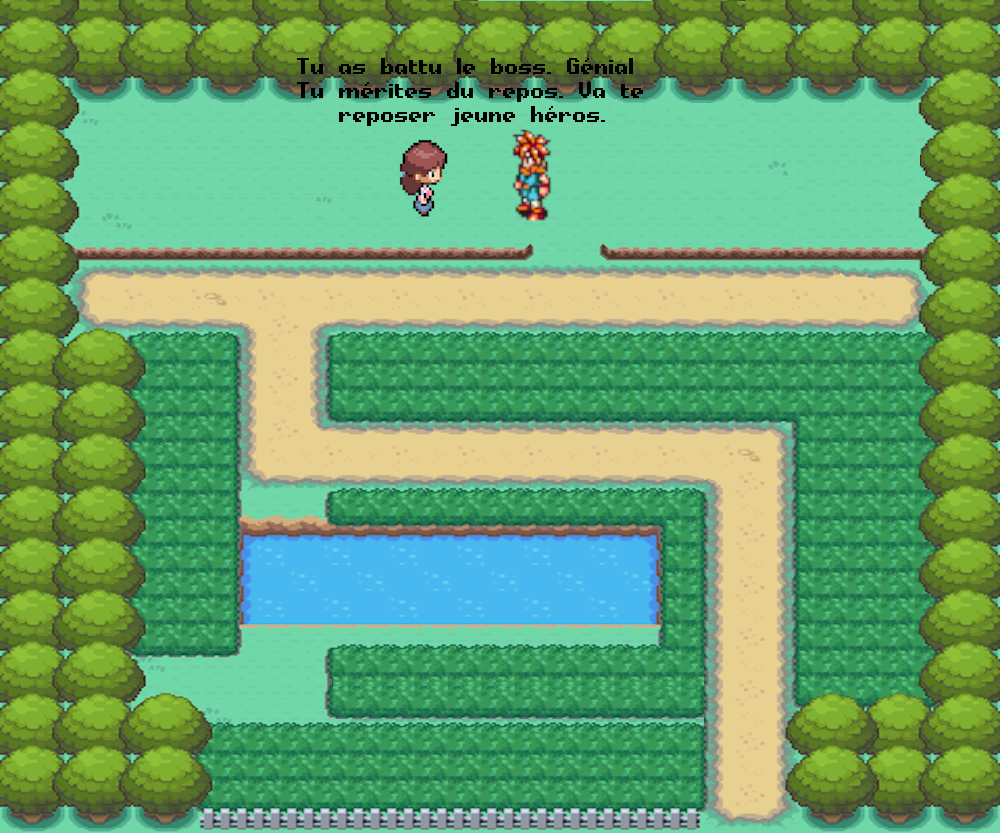 Tu as battu le boss. Génial
Tu mérites du repos. Va te
reposer jeune héros.